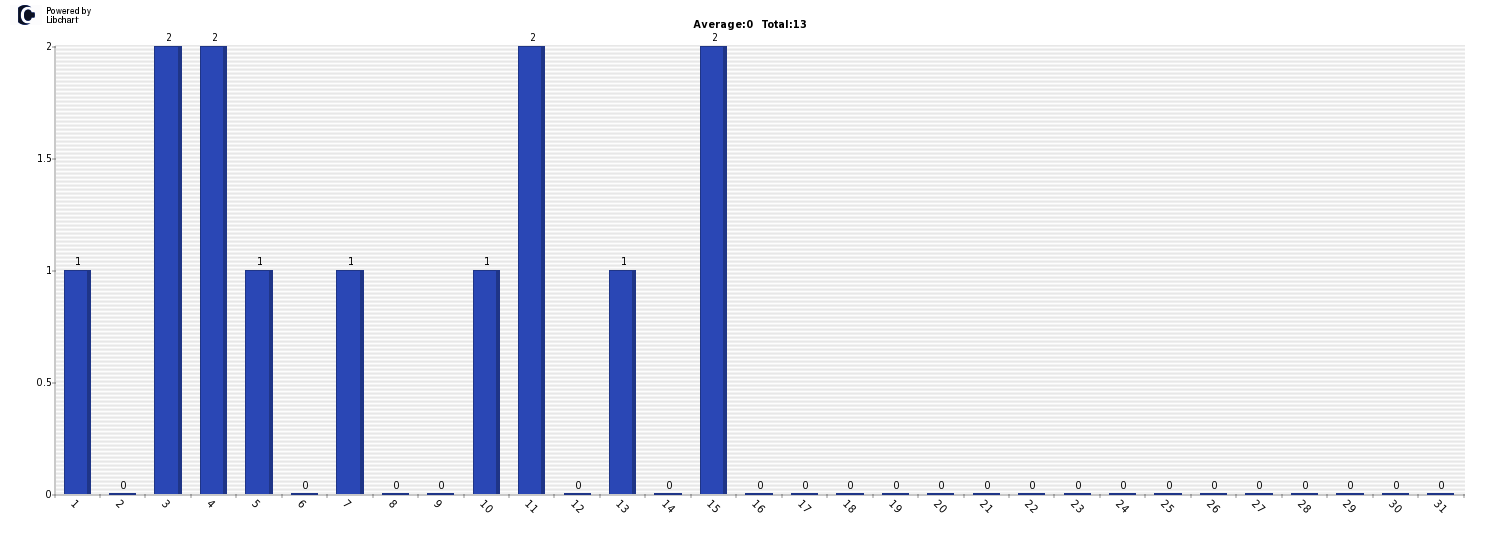 Powered by
Libchart
Average:0 Total:13
2 2 2 2
2
1.5
1 1 1 1 1
1
0.5
0 0 0 0 0 0 0 0 0 0 0 0 0 0 0 0 0 0 0 0 0 0
0
1 2 3 4 5 6 7 8 9 10 11 12 13 14 15 16 17 18 19 20 21 22 23 24 25 26 27 28 29 30 31